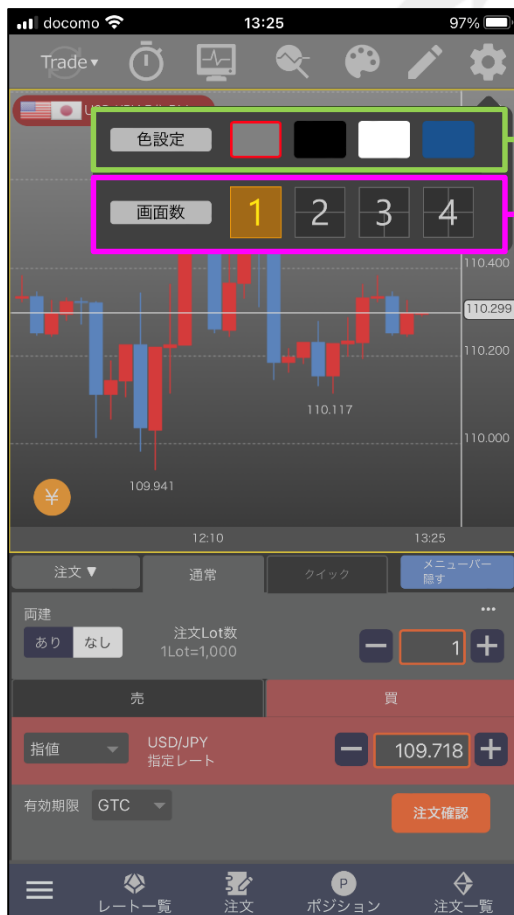 docomo 13:25 97%
Trade▼
色設定
画面数 1 2 3 4
110.400
110.299
110.200
110.117
110.000
109.941
¥
12:10 13:25
注文▼ 通常 クイック メニューバー
隠す
両建 ...
あり なし 注文Lot数
1Lot=1,000 1
売 買
指値 USD/JPY
指定レート 109.718
有効期限 GTC 注文確認
レート一覧 注文 P ポジション 注文一覧